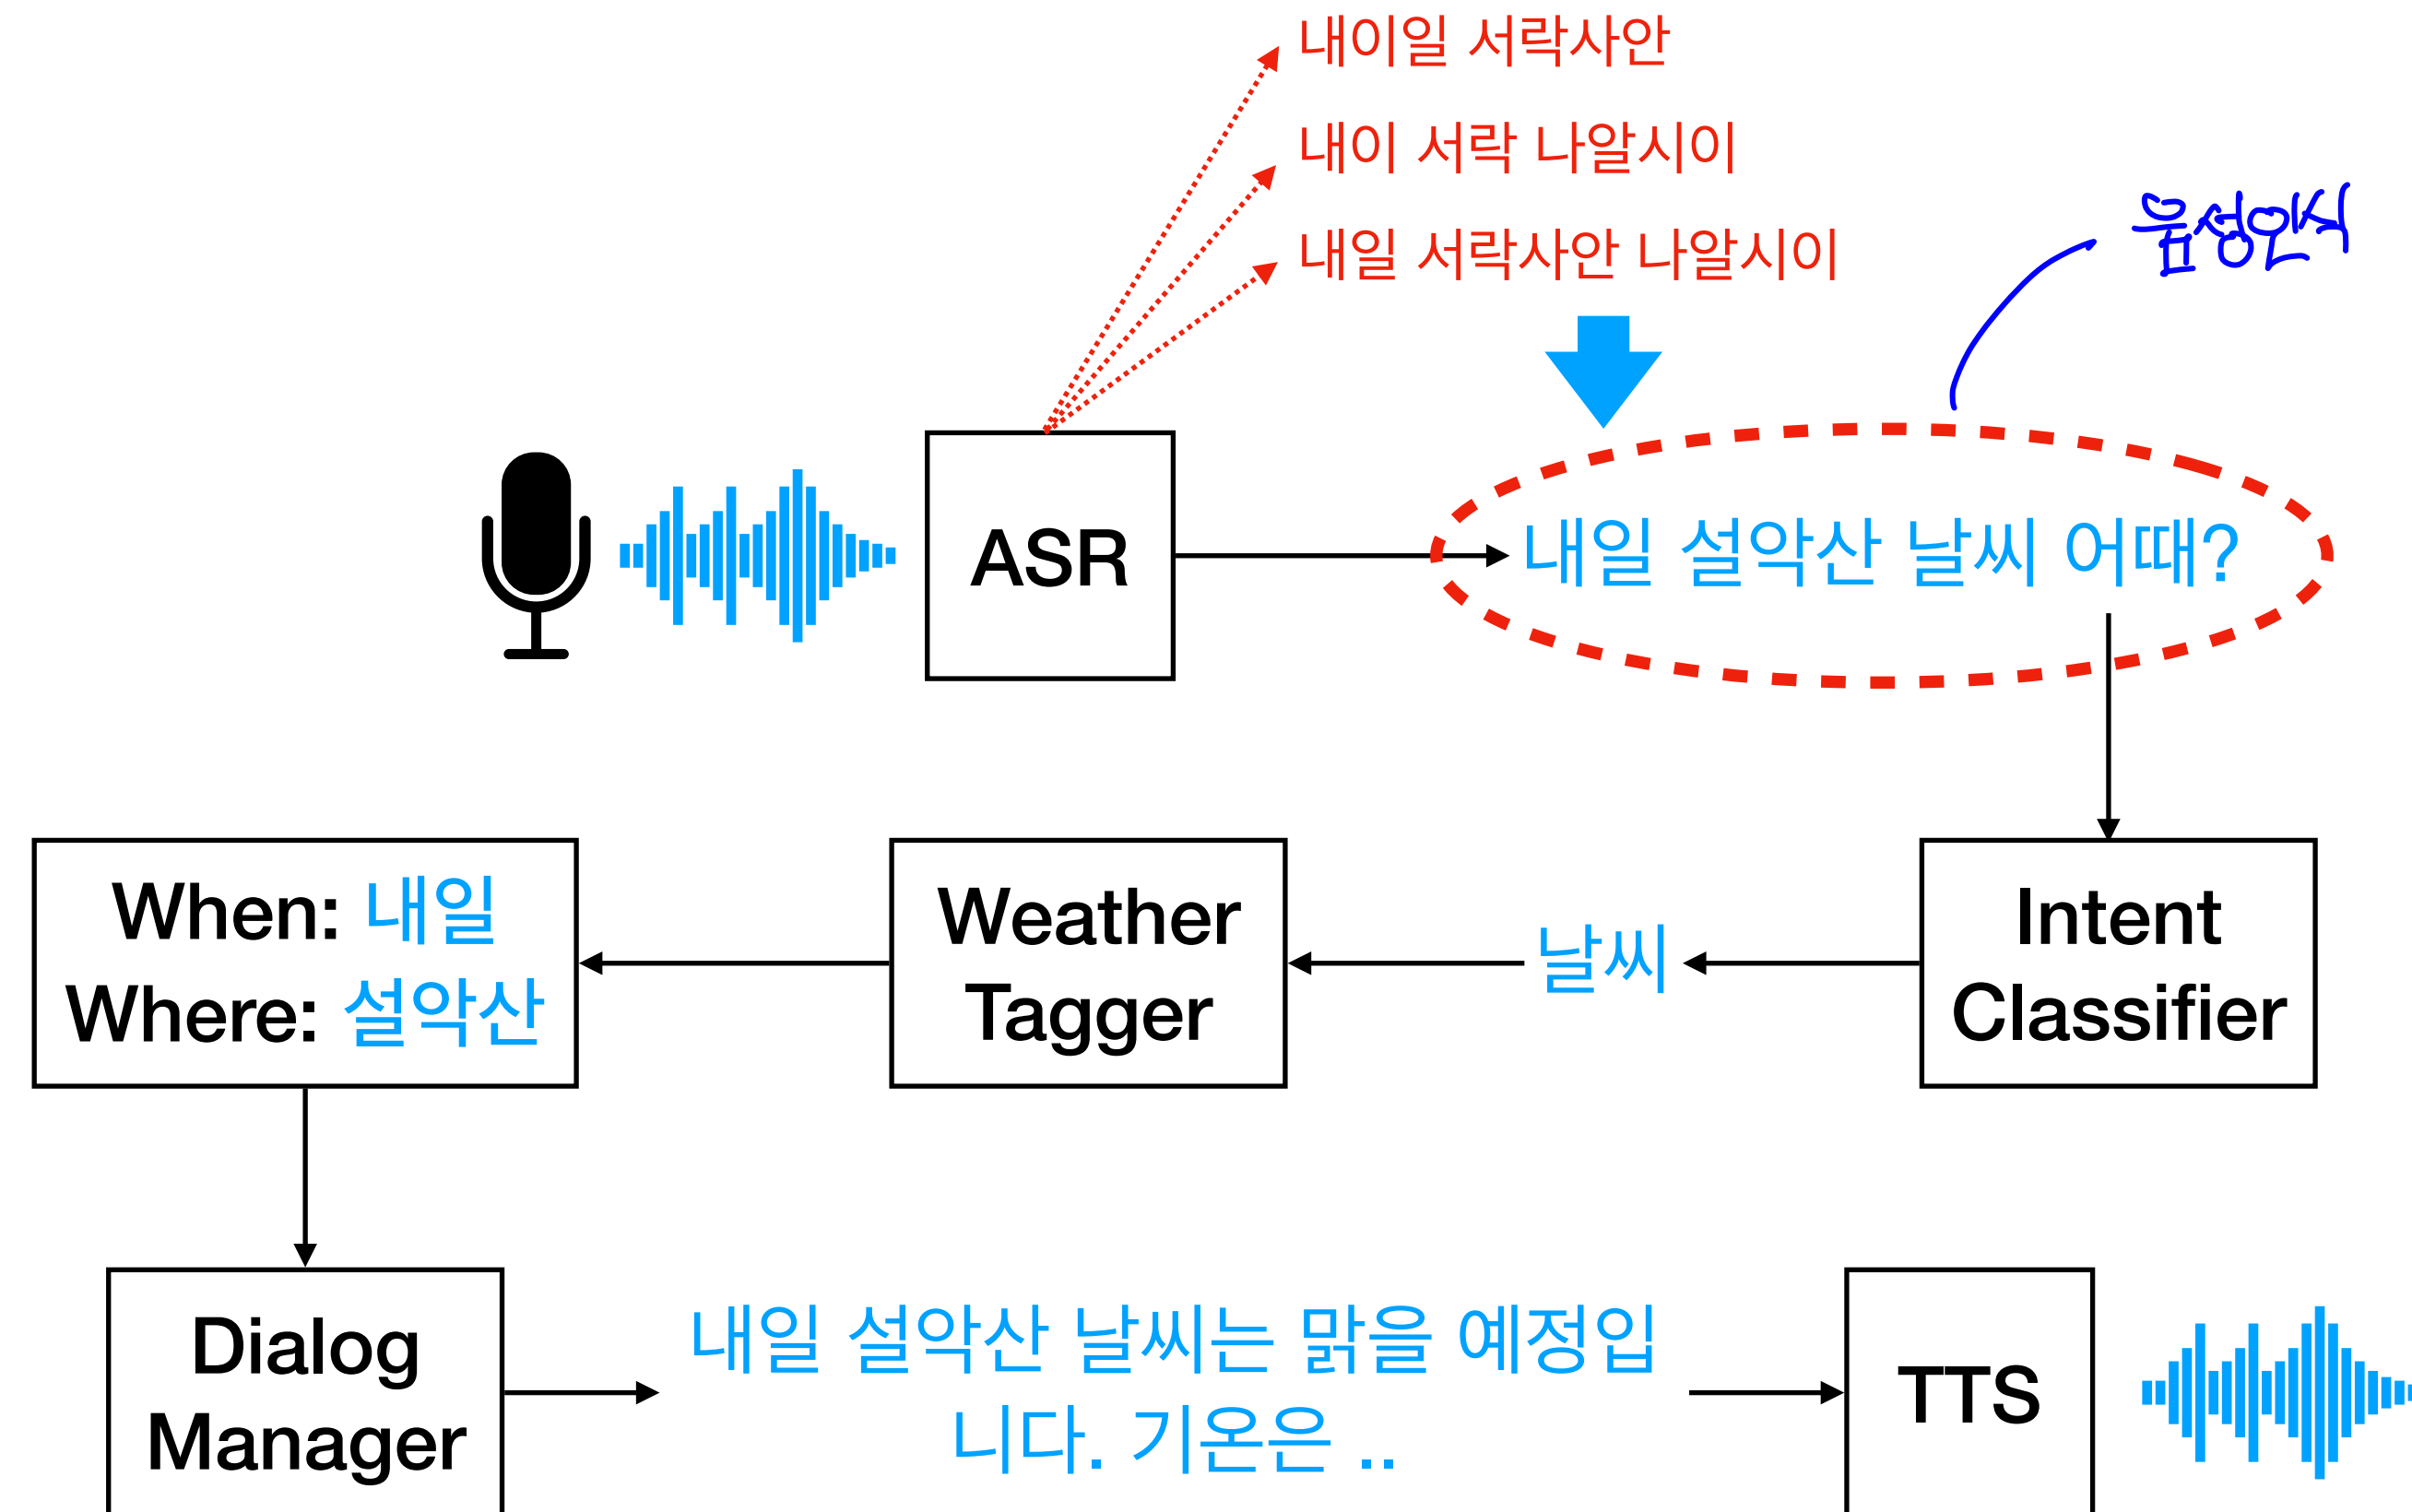 내이일 서락사안
내이 서락 나알시이
내일 서락사안 나알시이
음성인식
ASR
내일 설악산 날씨 어때?
When: 내일
Where: 설악산
Weather
Tagger
날씨
Intent
Classifier
Dialog
Manager
내일 설악산 날씨는 맑을 예정입
니다. 기온은 ..
TTS